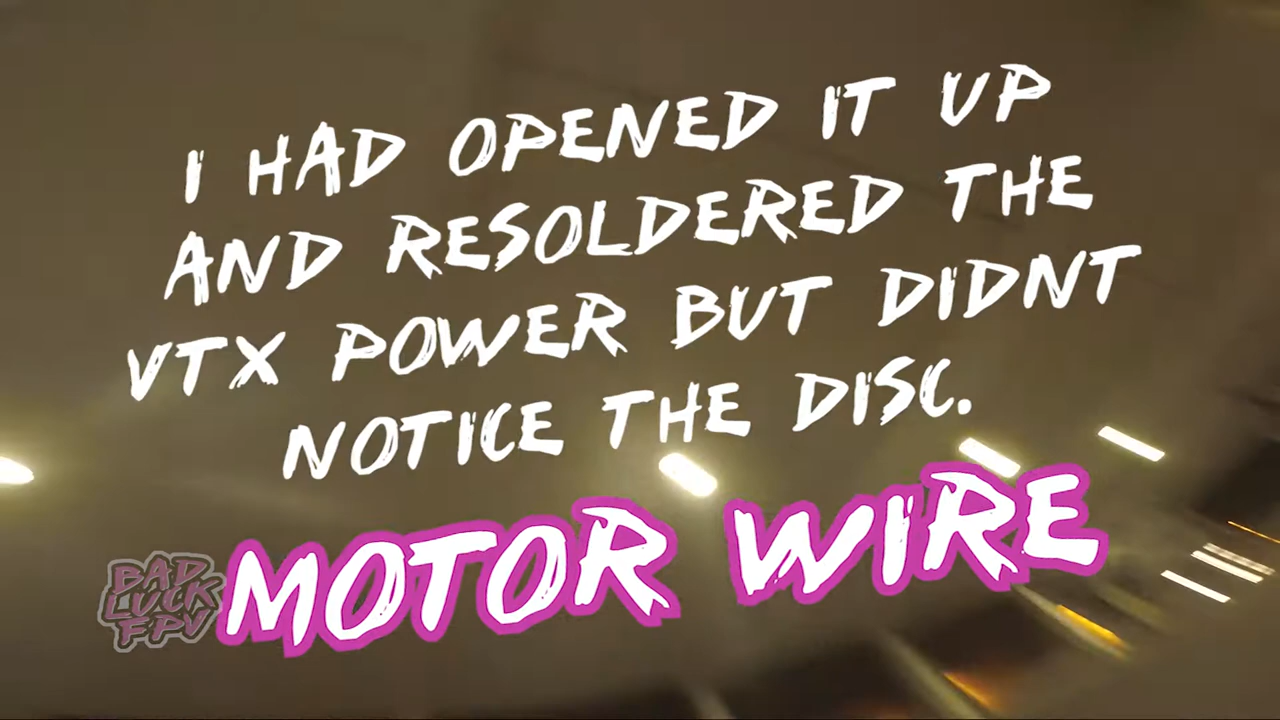 I HAD OPENED IT UP
AND RESOLDERED THE
VTX POWER BUT DIDNT
NOTICE THE DISC.
MOTOR WIRE
BAD
LUCK
FPV